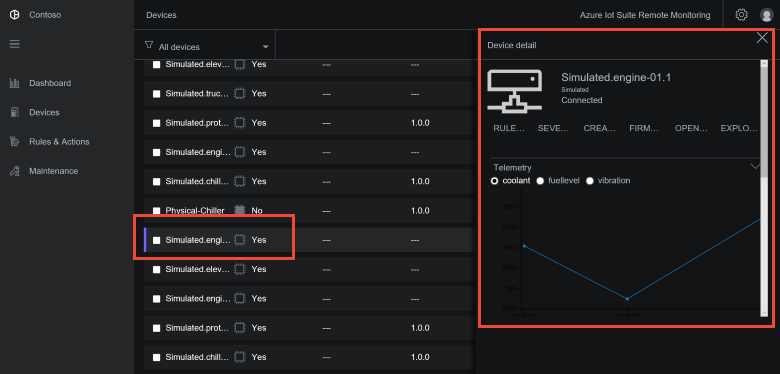 Contoso
Devices
Azure Iot Suite Remote Monitoring
Dashboard
Devices
Rules & Actions
Maintenance
All devices
Simulated.elev... Yes --- ---
Simulated.truc... Yes --- ---
Simulated.prot... Yes --- 1.0.0
Simulated.engi... Yes --- ---
Simulated.chill... Yes --- 1.0.0
Physical-Chiller No --- 1.0.0
Simulated.engi... Yes --- ---
Simulated.elev... Yes --- ---
Simulated.engi... Yes --- ---
Simulated.prot... Yes --- 1.0.0
Simulated.chill... Yes --- 1.0.0
Device detail
Simulated.engine-01.1
Simulated
Connected
RULE... SEVE... CREA... FIRM... OPEN... EXPLO...
Telemetry
coolant fuellevel vibration